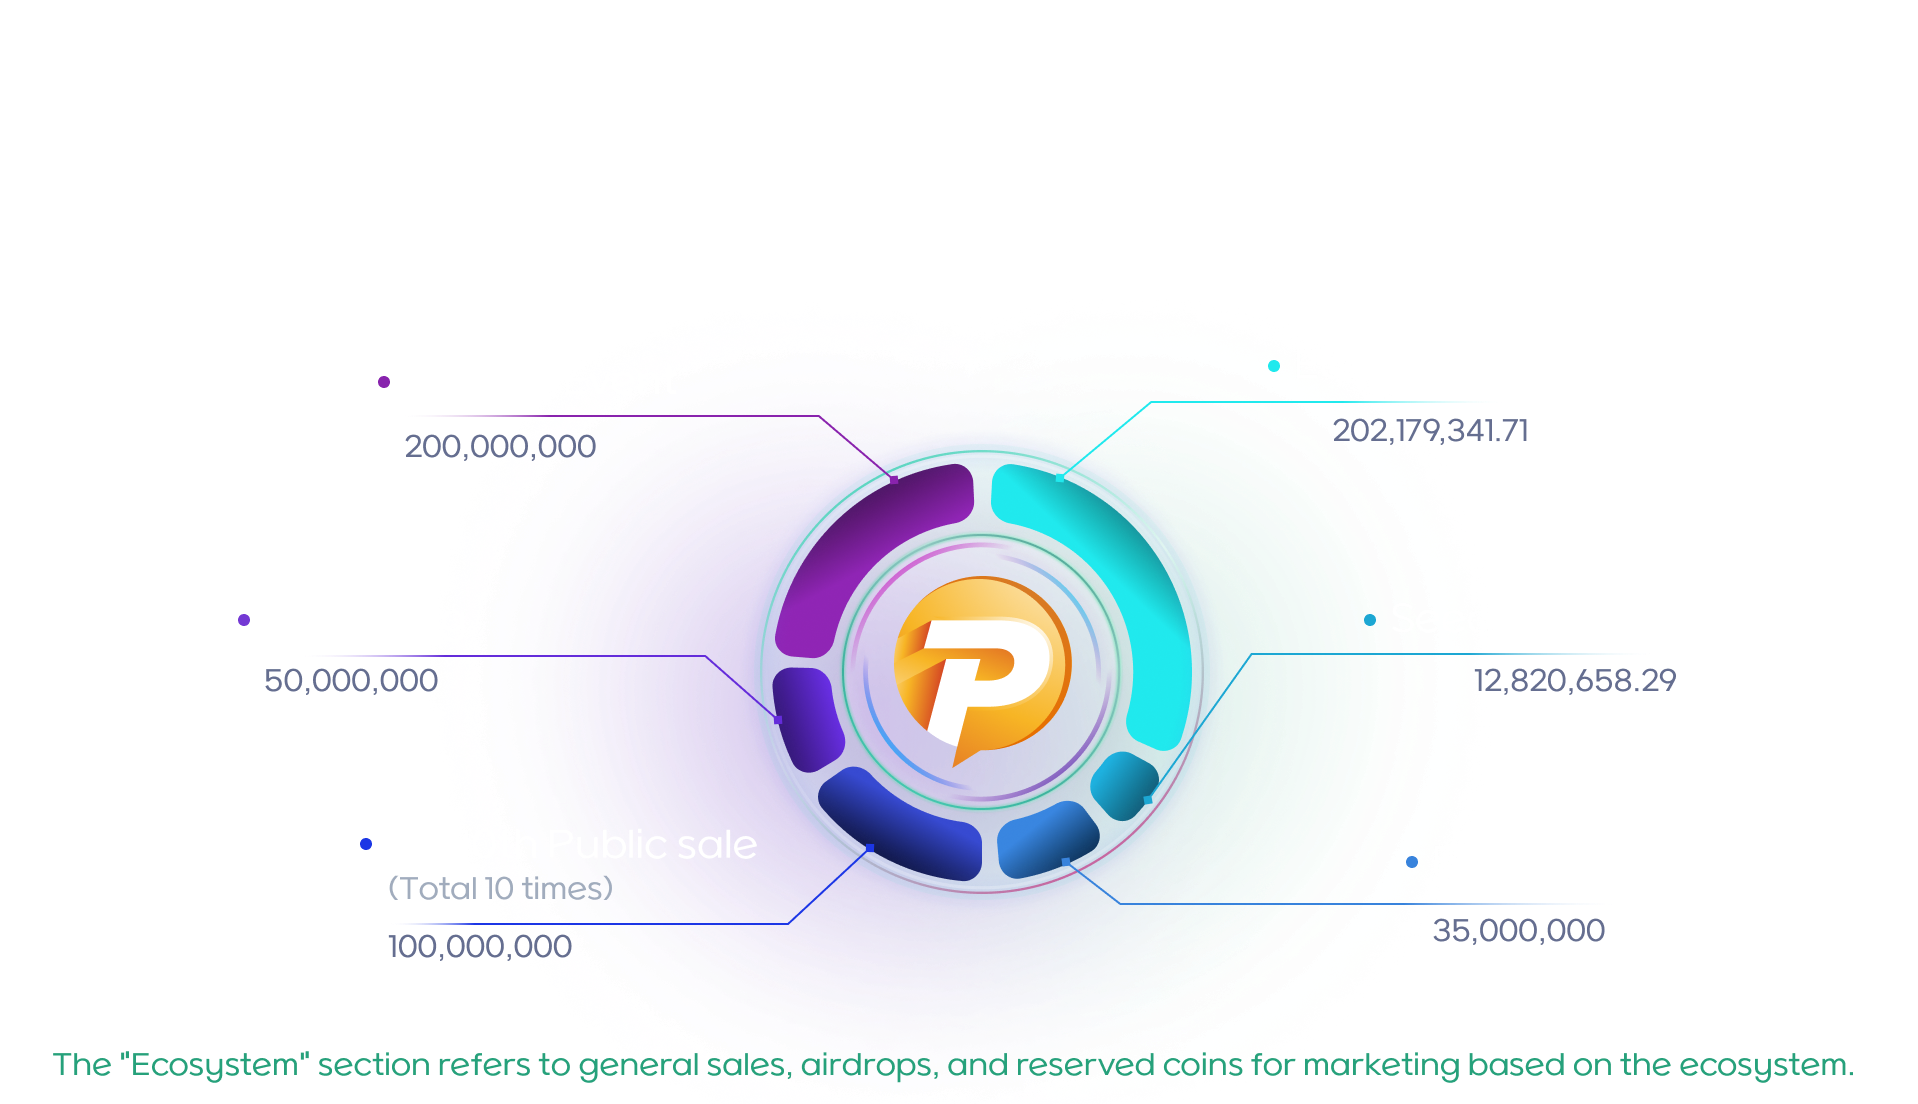 202,179,341.71
200,000,000
12,820,658.29
50,000,000
Public sale
(Total 10 times)
35,000,000
100,000,000
The "Ecosystem" section refers to general sales, airdrops, and reserved coins for marketing based on the ecosystem.